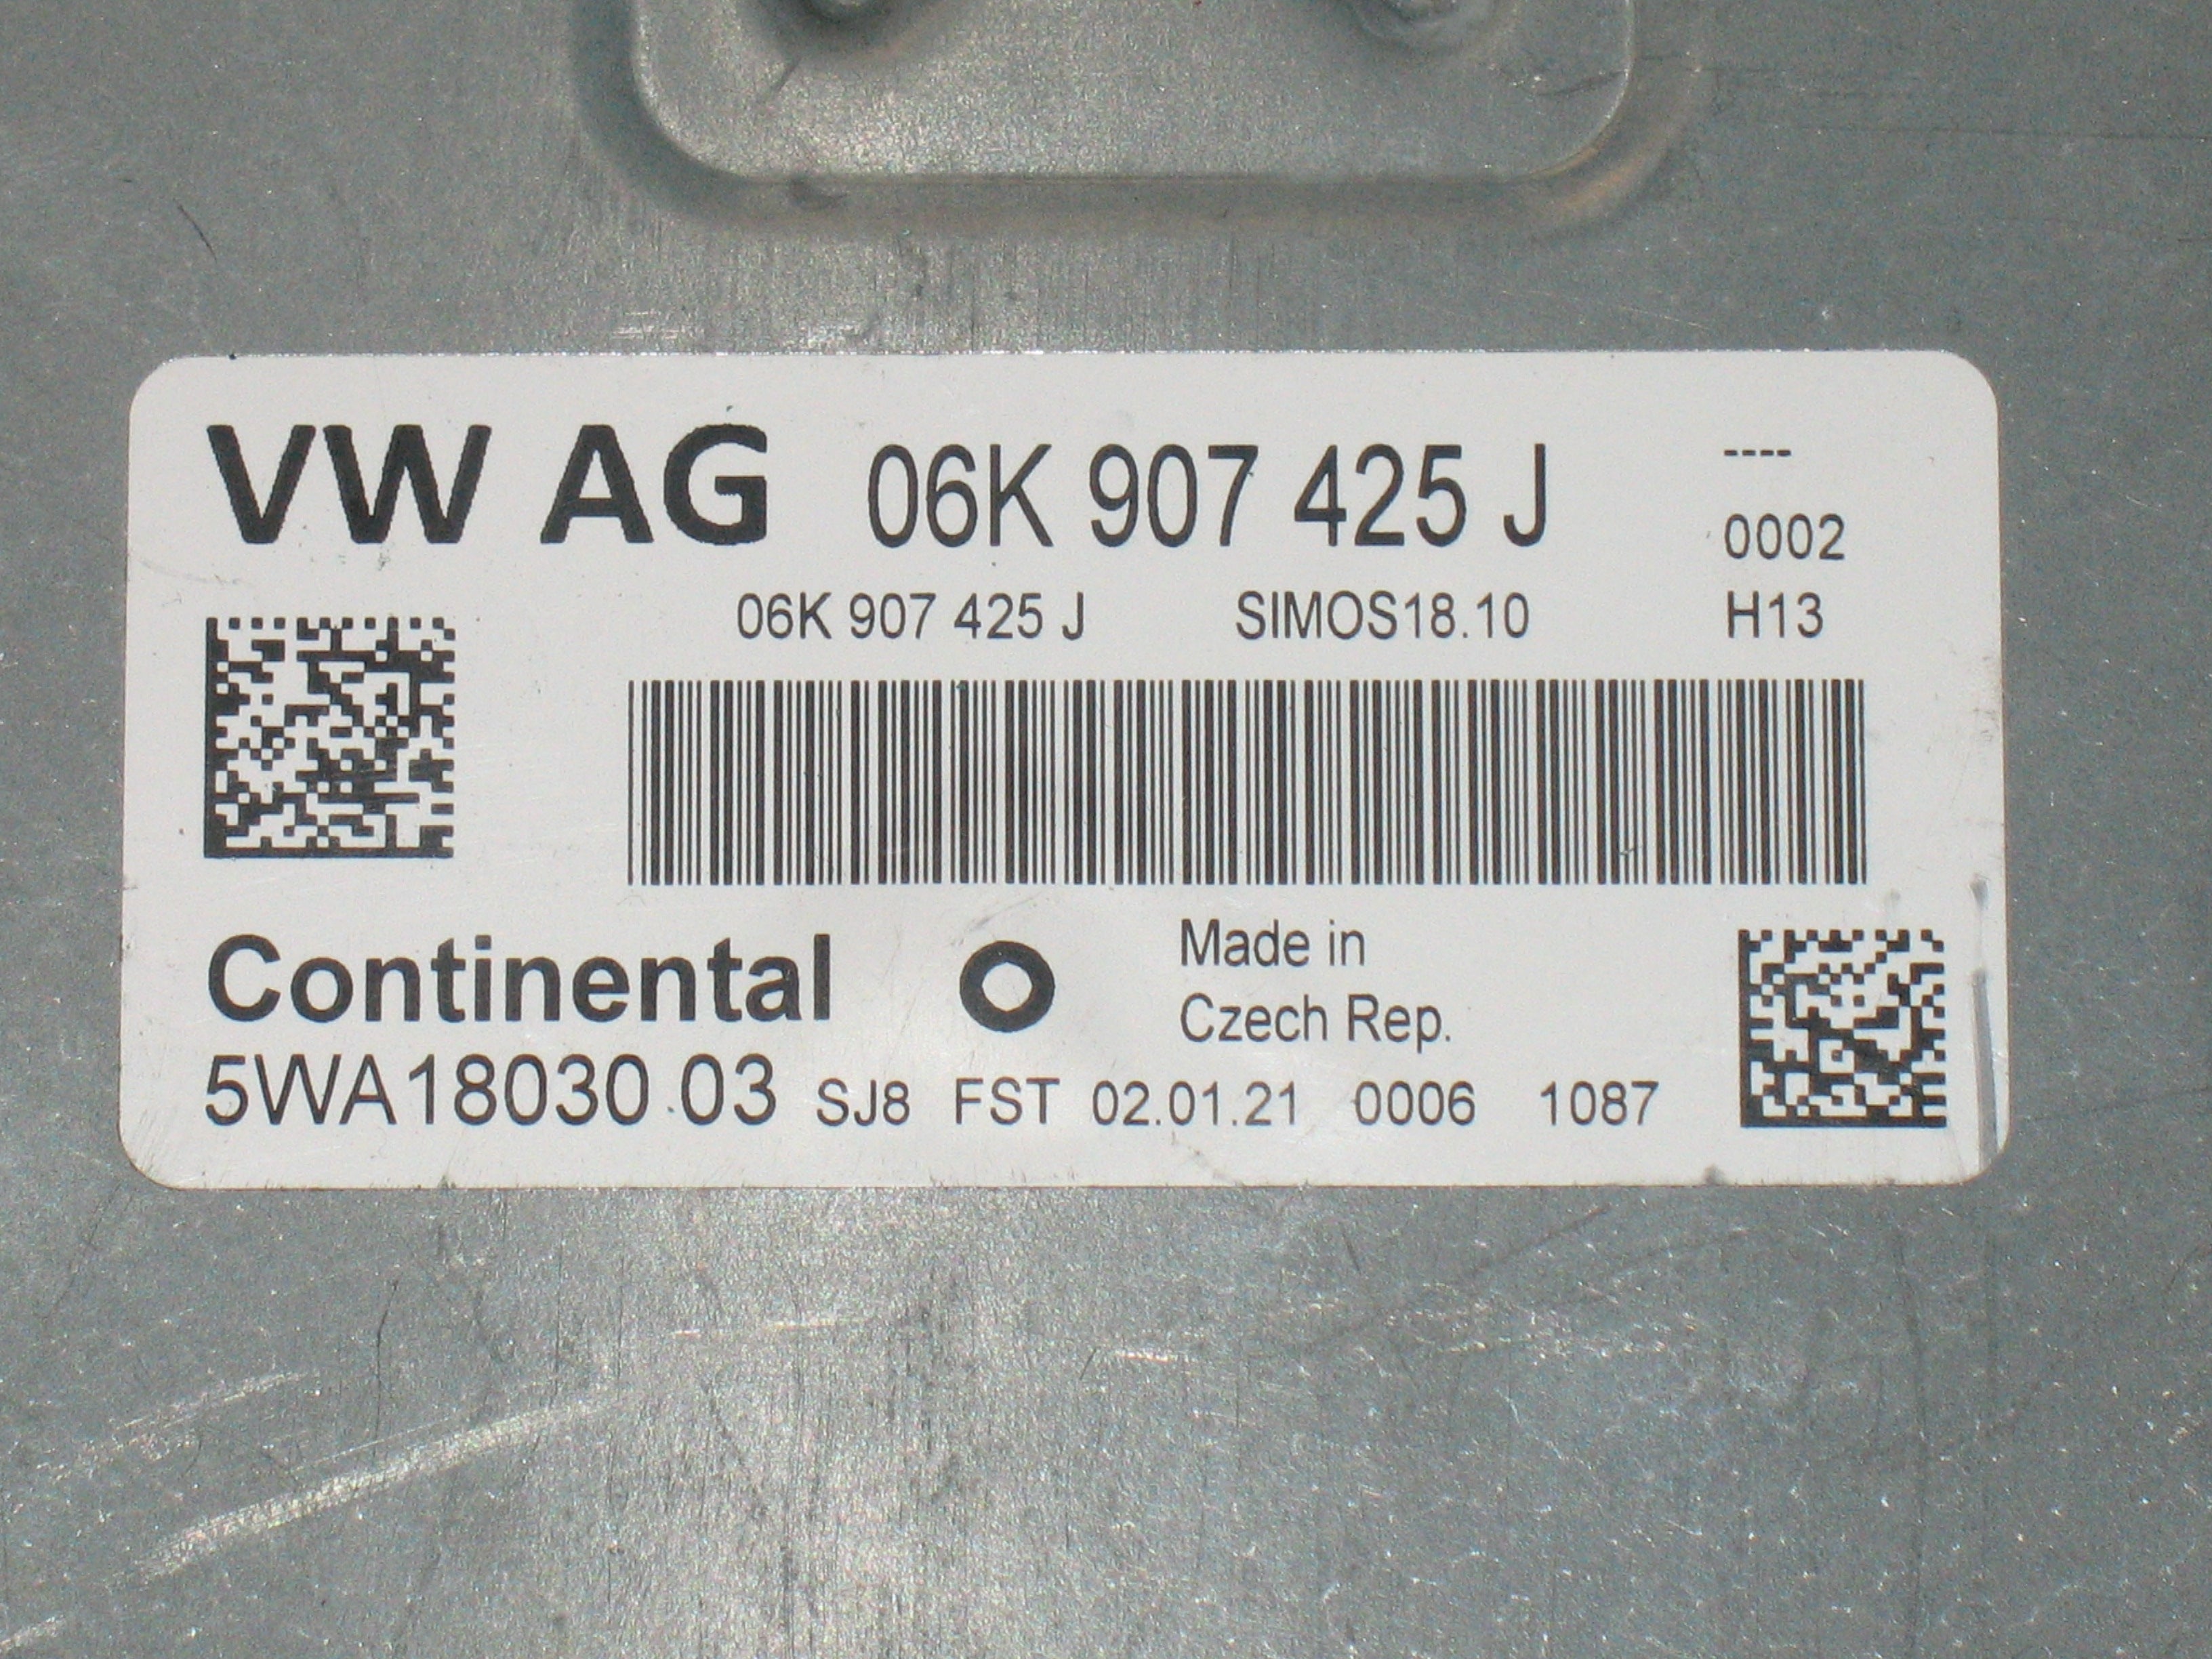 VW AG 06K 907 425 J ----
0002
06K 907 425 J SIMOS18.10 H13
Continental Made in
Czech Rep.
5WA18030 03 SJ8 FST 02.01.21 0006 1087